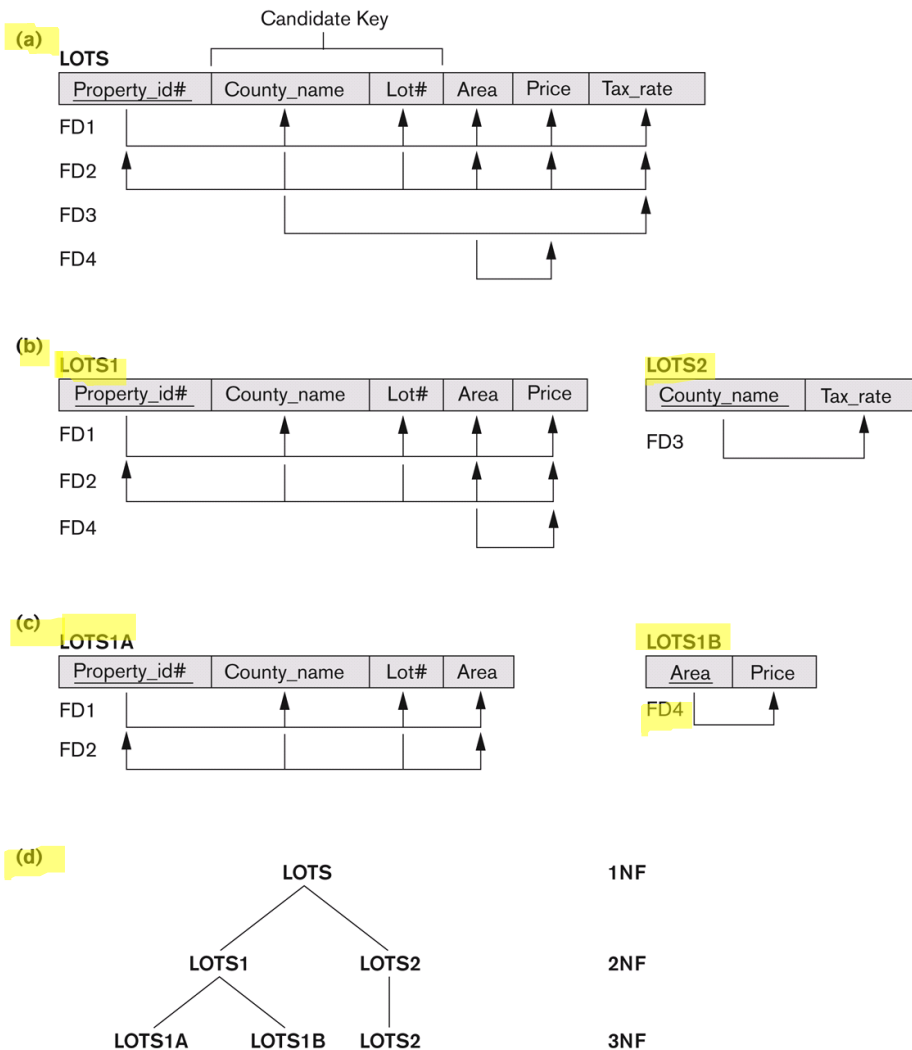 Candidate Key
(a)
LOTS
Property_id# County_name Lot# Area Price Tax_rate
FD1
FD2
FD3
FD4
(b)
LOTS1 LOTS2
Property_id# County_name Lot# Area Price County_name Tax_rate
FD1 FD3
FD2
FD4
(c)
LOTS1A LOTS1B
Property_id# County_name Lot# Area Area Price
FD1 FD4
FD2
(d)
LOTS 1NF
LOTS1 LOTS2 2NF
LOTS1A LOTS1B LOTS2 3NF